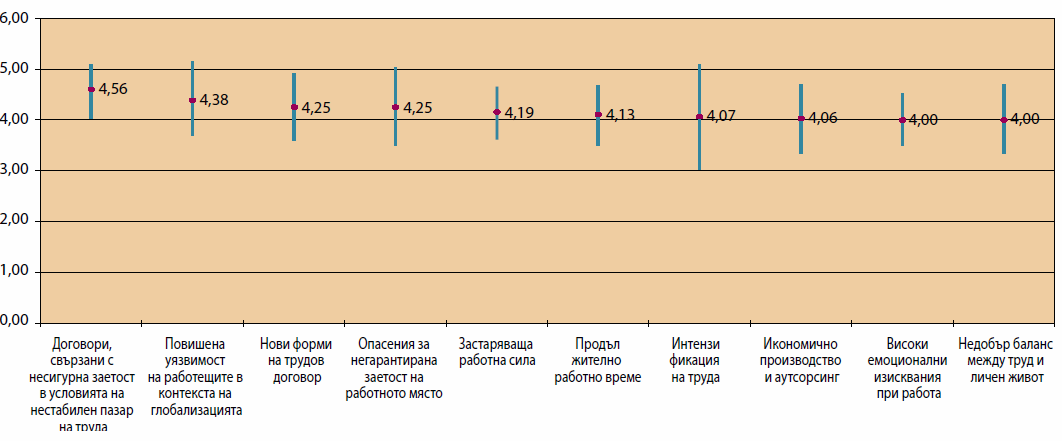 6,00
5,00
4,00
3,00
2,00
1,00
0,00
4,56
4,38
4,25
4,25
4,19
4,13
4,07
4,06
4,00
4,00
Договори,
свързани с
несигурна заетост
в условията на
нестабилен пазар
на труда
Повишена
уязвимост
на работещите в
контекста на
глобализацията
Нови форми
на трудов
договор
Опасения за
негарантирана
заетост на
работното място
Застаряваща
работна сила
Продъл
жително
работно време
Интензи
фикация
на труда
Икономично
производство
и аутсорсинг
Високи
емоционални
изисквания
при работа
Недобър баланс
между труд и
личен живот